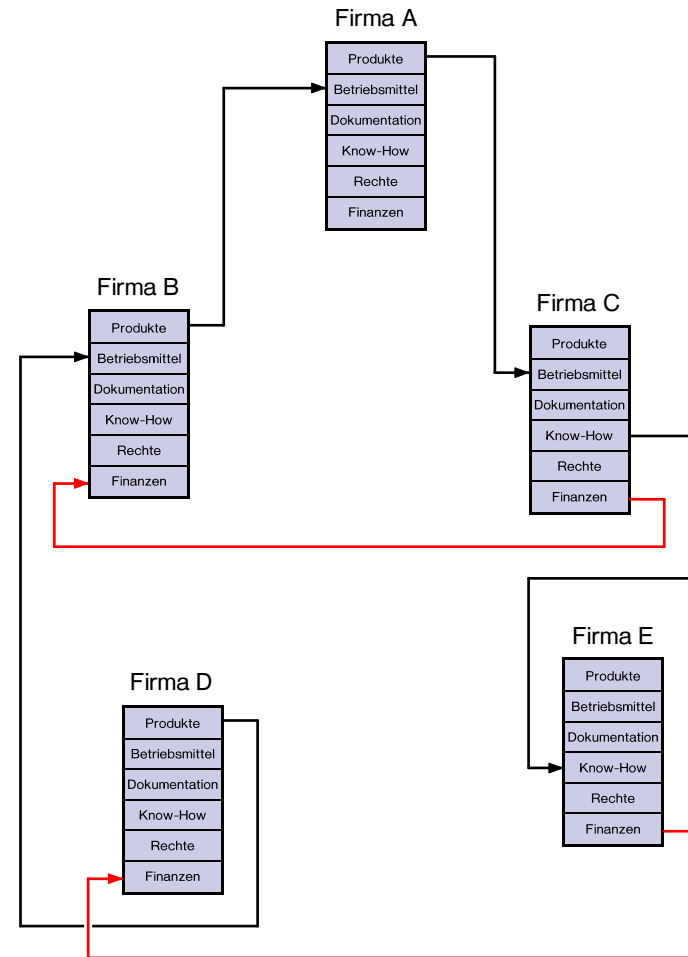 Firma A
Produkte
Betriebsmittel
Dokumentation
Know-How
Rechte
Finanzen
Firma B
Produkte
Betriebsmittel
Dokumentation
Know-How
Rechte
Finanzen
Firma C
Produkte
Betriebsmittel
Dokumentation
Know-How
Rechte
Finanzen
Firma D
Produkte
Betriebsmittel
Dokumentation
Know-How
Rechte
Finanzen
Firma E
Produkte
Betriebsmittel
Dokumentation
Know-How
Rechte
Finanzen